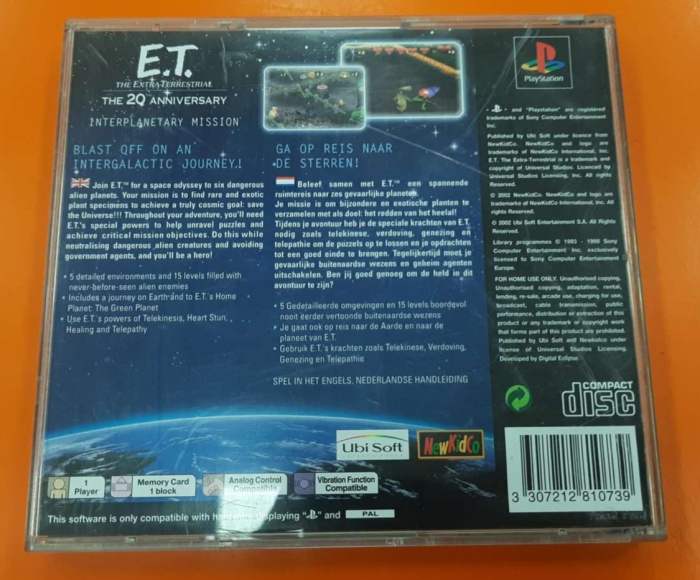 E.T.
THE EXTRA-TERRESTRIAL
THE 20 ANNIVERSARY
INTERPLANETARY MISSION
BLAST OFF ON AN
INTERGALACTIC JOURNEY!
Join E.T.™ for a space odyssey to six dangerous
alien planets. Your mission is to find rare and exotic
plant specimens to achieve a truly cosmic goal: save
the Universe!!! Throughout your adventure, you'll need
E.T.'s special powers to help unravel puzzles and
achieve critical mission objectives. Do this while
neutralising dangerous alien creatures and avoiding
government agents, and you'll be a hero!
• 5 detailed environments and 15 levels filled with
never-before-seen alien enemies
• Includes a journey on Earth and to E.T.'s Home
Planet: The Green Planet
• Use E.T.'s powers of Telekinesis, Heart Stun,
Healing and Telepathy
GA OP REIS NAAR
DE STERREN!
Beleef samen met E.T.™ een spannende
ruimtereis naar zes gevaarlijke planeten.
Je missie is om bijzondere en exotische planten te
verzamelen met als doel: het redden van het heelal!
Tijdens je avontuur heb je de speciale krachten van E.T.
nodig zoals telekinese, verdoving, genezing en
telepathie om de puzzels op te lossen en je opdrachten
tot een goed einde te brengen. Tegelijkertijd moet je
gevaarlijke buitenaardse wezens en geheim agenten
uitschakelen. Ben jij goed genoeg om de held in dit
avontuur te zijn?
• 5 Gedetailleerde omgevingen en 15 levels boordevol
nooit eerder vertoonde buitenaardse wezens
• Je gaat ook op reis naar de Aarde en naar de
planeet van E.T.
• Gebruik E.T.'s krachten zoals Telekinese, Verdoving,
Genezing en Telepathie
SPEL IN HET ENGELS, NEDERLANDSE HANDLEIDING
PlayStation
and "PlayStation" are registered
trademarks of Sony Computer Entertainment
Inc.
Published by Ubi Soft under licence from
NewKidCo. NewKidCo and logo are
trademarks of NewKidCo International, Inc.
E.T. The Extra-Terrestrial is a trademark and
copyright of Universal Studios. Licensed by
Universal Studios Licensing, Inc. All rights
Reserved.
© 2002 NewKidCo. NewKidCo and logo are
trademarks of NewKidCo International, Inc. All
rights Reserved.
© 2002 Ubi Soft Entertainment S.A. All Rights
Reserved.
Library programmes © 1993 - 1999 Sony
Computer Entertainment Inc. exclusively
licensed to Sony Computer Entertainment
Europe.
FOR HOME USE ONLY. Unauthorised copying,
adaptation, rental,
lending, re-sale, arcade use, charging for use,
broadcast, cable transmission, public
performance, distribution or extraction of this
product or any trademark or copyright work
that forms part of this product are prohibited.
Published by Ubi Soft and Newkidco under
license of Universal Studios Licensing.
Developed by Digital Eclipse.
COMPACT
disc
Ubi Soft
NewKidCo
1
Player
Memory Card
1 block
Analog Control
Compatible
Vibration Function
Compatible
This software is only compatible with hardware displaying " " and PAL
3 307212 810739